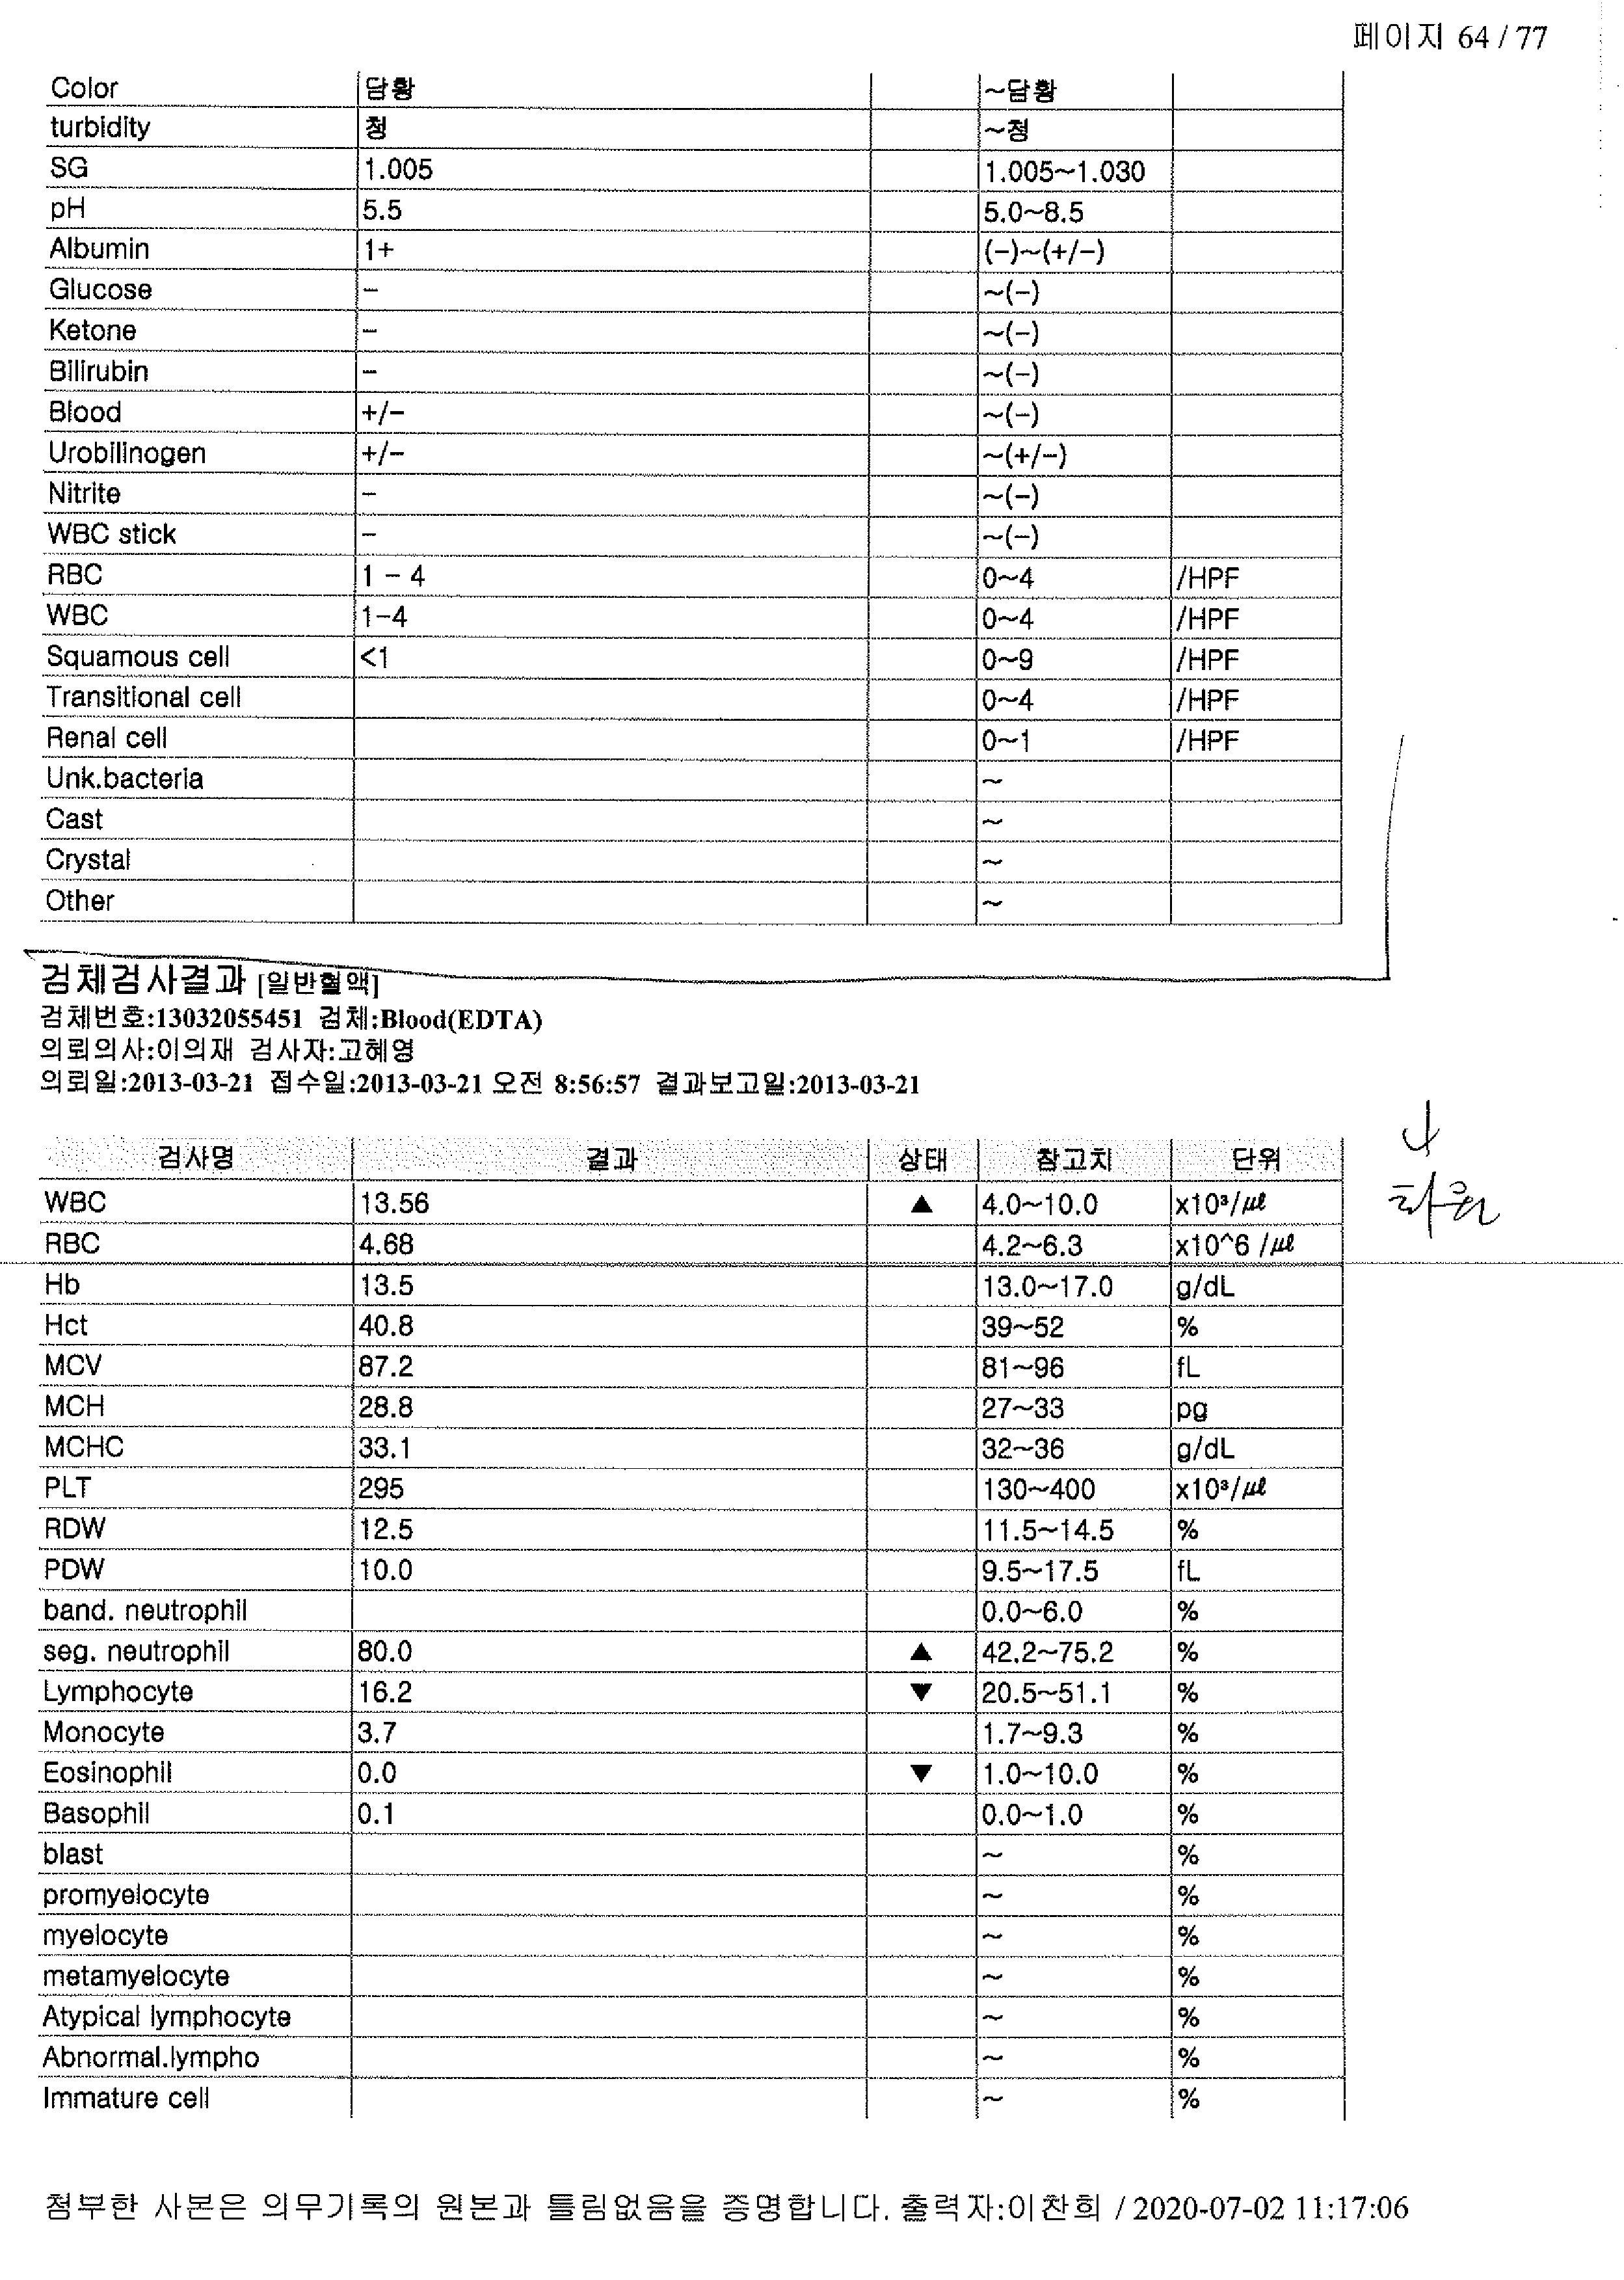 페이지 64 / 77
Color 담황 ~담황
turbidity 청 ~청
SG 1.005 1.005~1.030
pH 5.5 5.0~8.5
Albumin 1+ (-)~(+/-)
Glucose - ~(-)
Ketone - ~(-)
Bilirubin - ~(-)
Blood +/- ~(-)
Urobilinogen +/- ~(+/-)
Nitrite - ~(-)
WBC stick - ~(-)
RBC 1 - 4 0~4 /HPF
WBC 1-4 0~4 /HPF
Squamous cell <1 0~9 /HPF
Transitional cell 0~4 /HPF
Renal cell 0~1 /HPF
Unk.bacteria ~
Cast ~
Crystal ~
Other ~
검체검사결과 [일반혈액]
검체번호:13032055451 검체:Blood(EDTA)
의뢰의사:이의재 검사자:고혜영
의뢰일:2013-03-21 접수일:2013-03-21 오전 8:56:57 결과보고일:2013-03-21
검사명 결과 상태 참고치 단위
WBC 13.56 ▲ 4.0~10.0 x10³/㎕
RBC 4.68 4.2~6.3 x10^6 /㎕
Hb 13.5 13.0~17.0 g/dL
Hct 40.8 39~52 %
MCV 87.2 81~96 fL
MCH 28.8 27~33 pg
MCHC 33.1 32~36 g/dL
PLT 295 130~400 x10³/㎕
RDW 12.5 11.5~14.5 %
PDW 10.0 9.5~17.5 fL
band. neutrophil 0.0~6.0 %
seg. neutrophil 80.0 ▲ 42.2~75.2 %
Lymphocyte 16.2 ▼ 20.5~51.1 %
Monocyte 3.7 1.7~9.3 %
Eosinophil 0.0 ▼ 1.0~10.0 %
Basophil 0.1 0.0~1.0 %
blast ~ %
promyelocyte ~ %
myelocyte ~ %
metamyelocyte ~ %
Atypical lymphocyte ~ %
Abnormal.lympho ~ %
Immature cell ~ %
첨부한 사본은 의무기록의 원본과 틀림없음을 증명합니다. 출력자:이찬희 / 2020-07-02 11:17:06